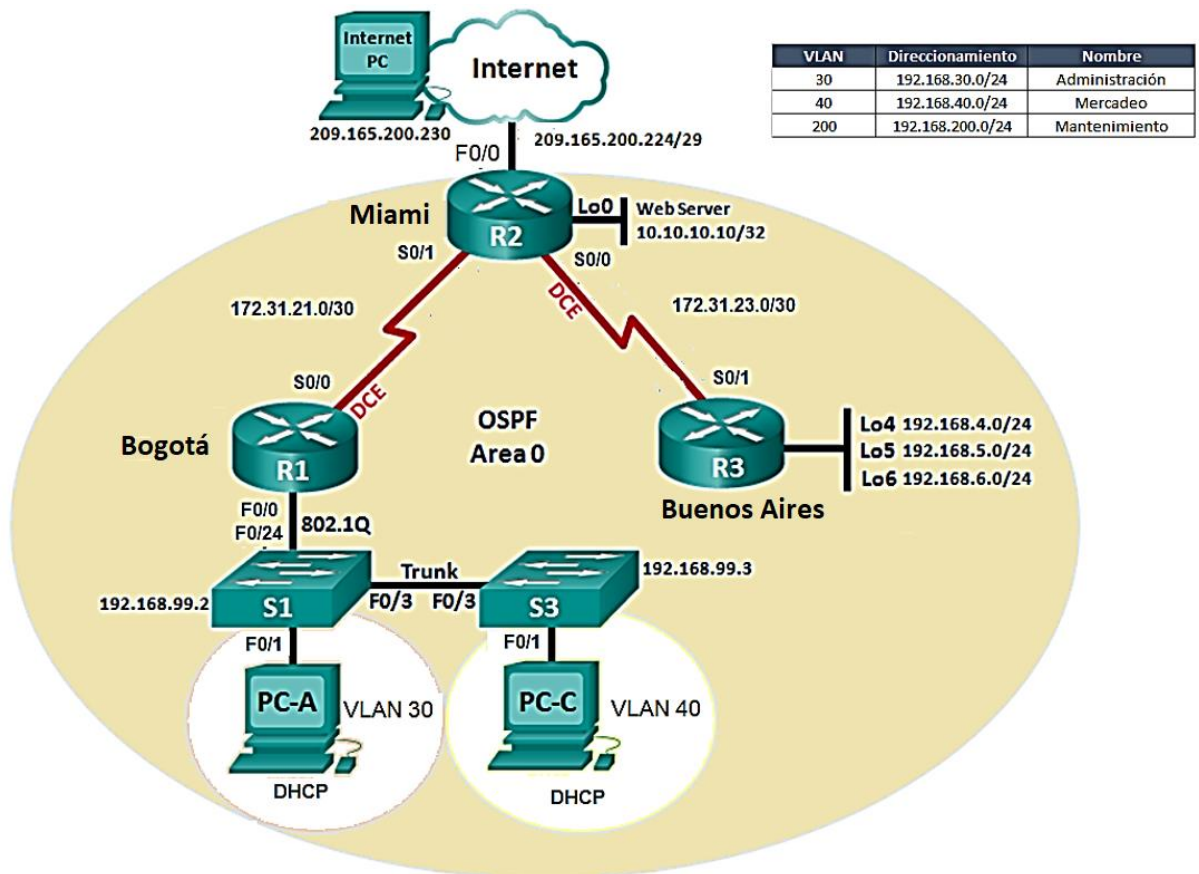 Internet
PC
Internet
209.165.200.230
209.165.200.224/29
F0/0
VLAN Direccionamiento Nombre
30 192.168.30.0/24 Administración
40 192.168.40.0/24 Mercadeo
200 192.168.200.0/24 Mantenimiento
Miami
R2
Lo0
Web Server
10.10.10.10/32
S0/1
S0/0
DCE
172.31.21.0/30
172.31.23.0/30
S0/0
DCE
S0/1
Bogotá
R1
OSPF
Area 0
R3
Buenos Aires
Lo4 192.168.4.0/24
Lo5 192.168.5.0/24
Lo6 192.168.6.0/24
F0/0
F0/24
802.1Q
Trunk
192.168.99.3
192.168.99.2
S1
F0/3
F0/3
S3
F0/1
F0/1
PC-A
VLAN 30
DHCP
PC-C
VLAN 40
DHCP